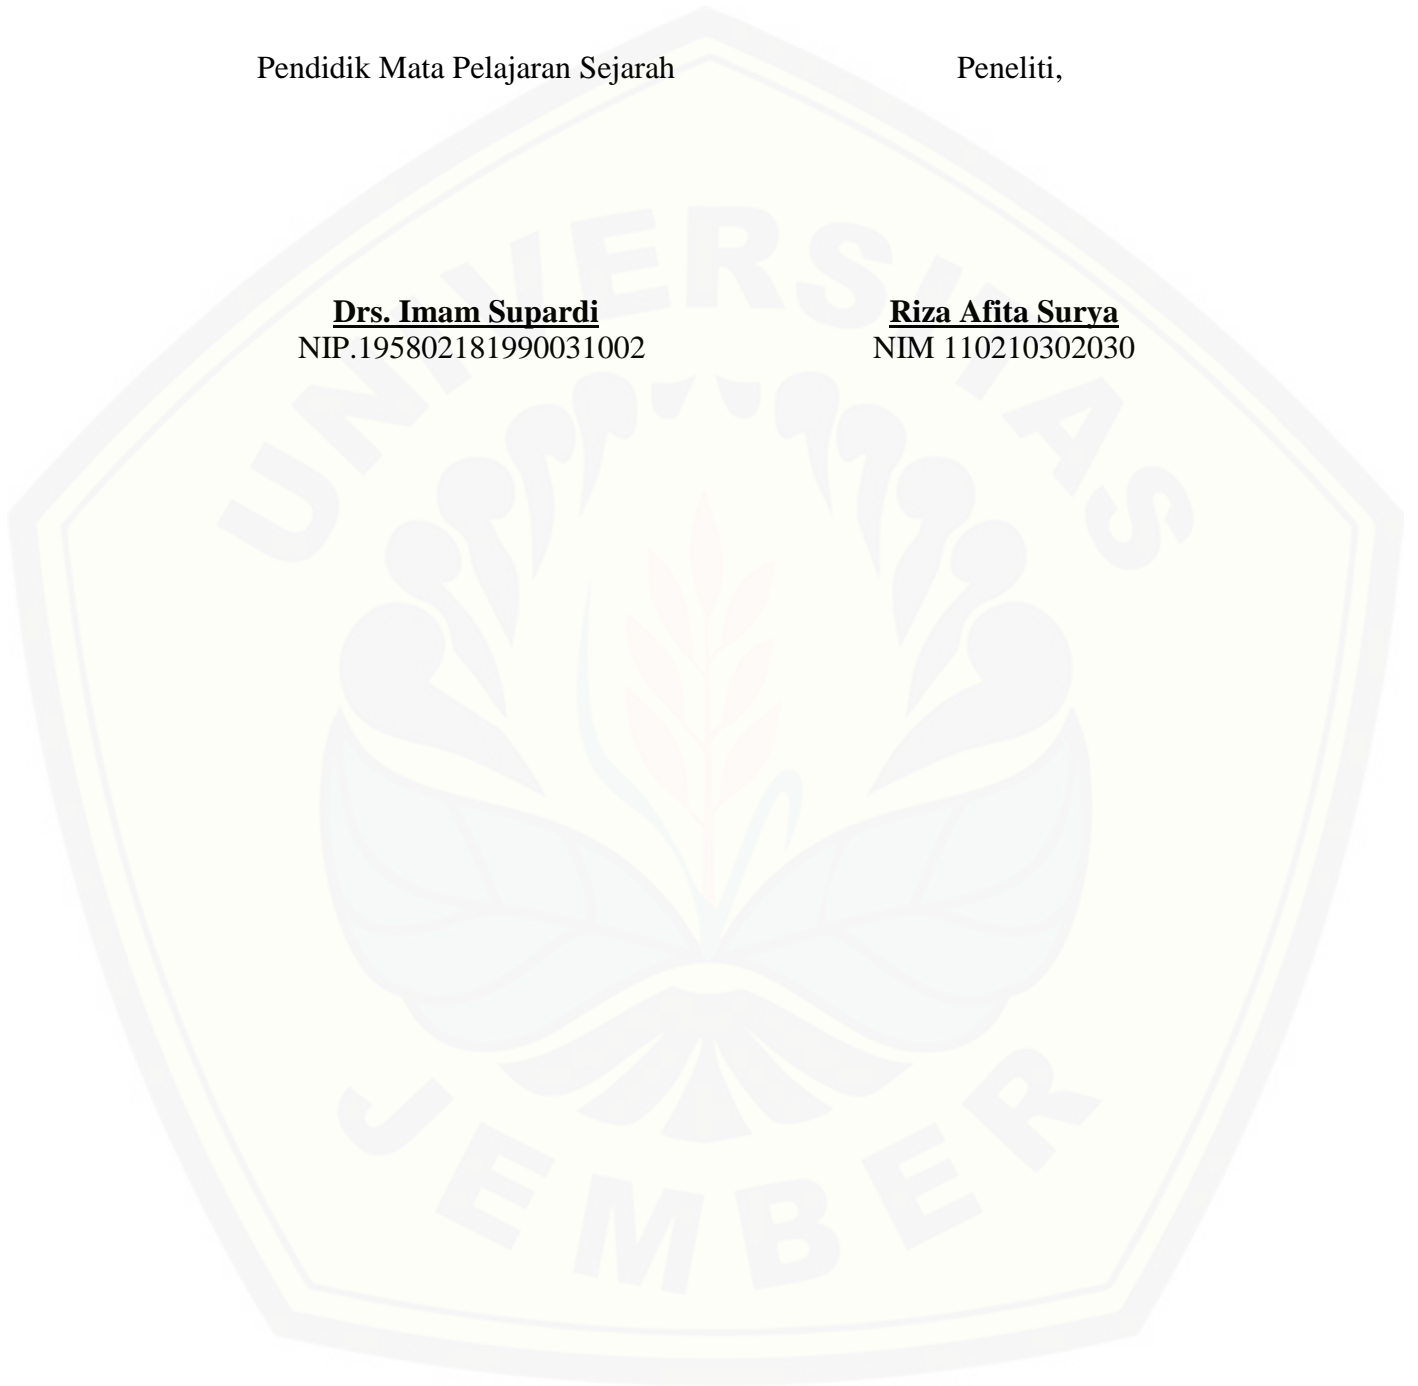 Pendidik Mata Pelajaran Sejarah
Peneliti,
UNIVERSITAS
Drs. Imam Supardi
Riza Afita Surya
NIP.195802181990031002
NIM 110210302030
JEMBER